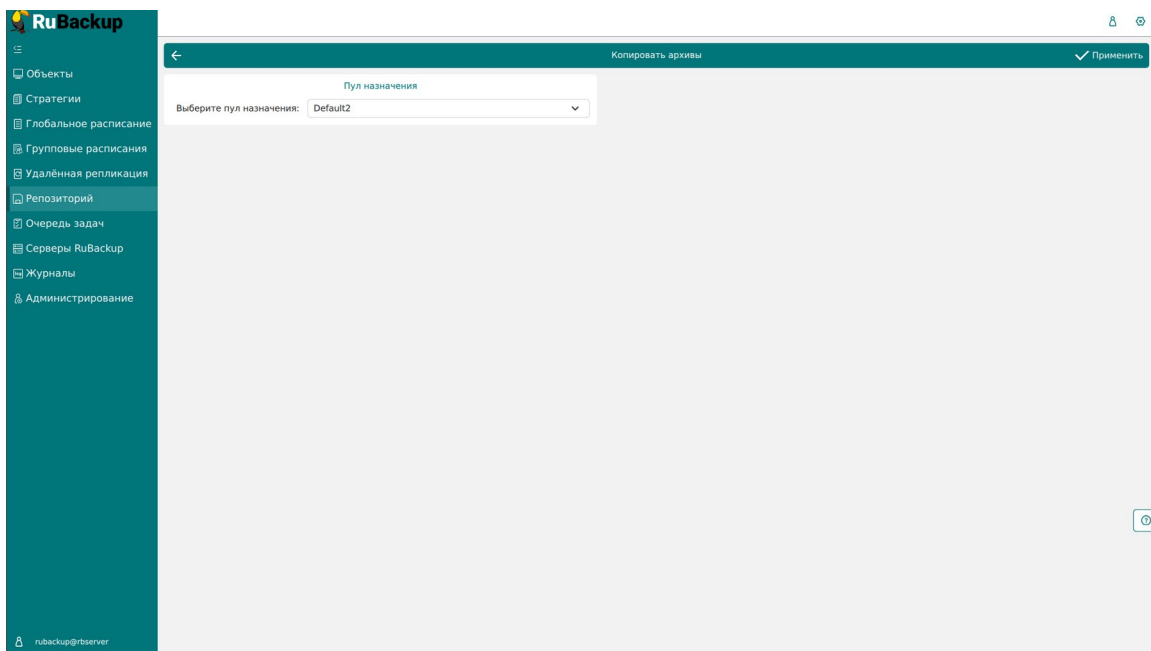 RuBackup
Копировать архивы
Применить
Объекты
Стратегии
Глобальное расписание
Групповые расписания
Удалённая репликация
Репозиторий
Очередь задач
Серверы RuBackup
Журналы
Администрирование
Пул назначения
Выберите пул назначения: Default2
rubackup@rbserver